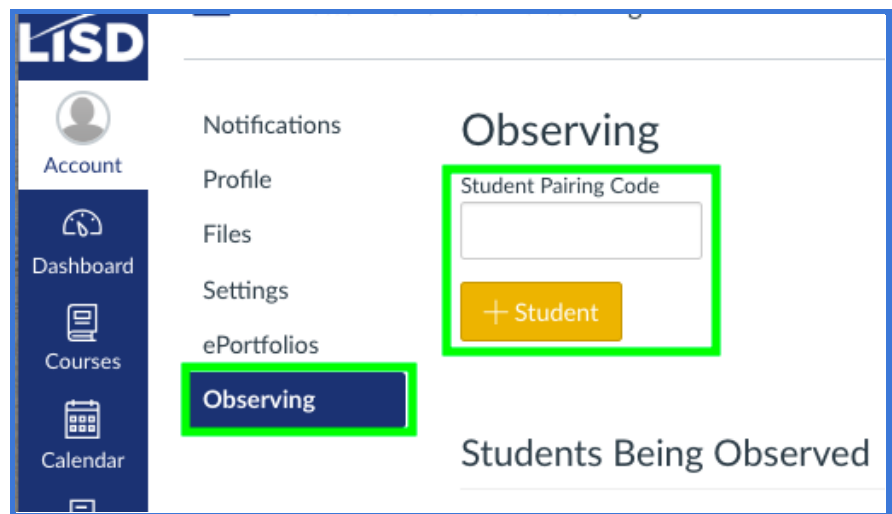 LISD
Account
Dashboard
Courses
Calendar
Notifications
Profile
Files
Settings
ePortfolios
Observing
Observing
Student Pairing Code
+ Student
Students Being Observed